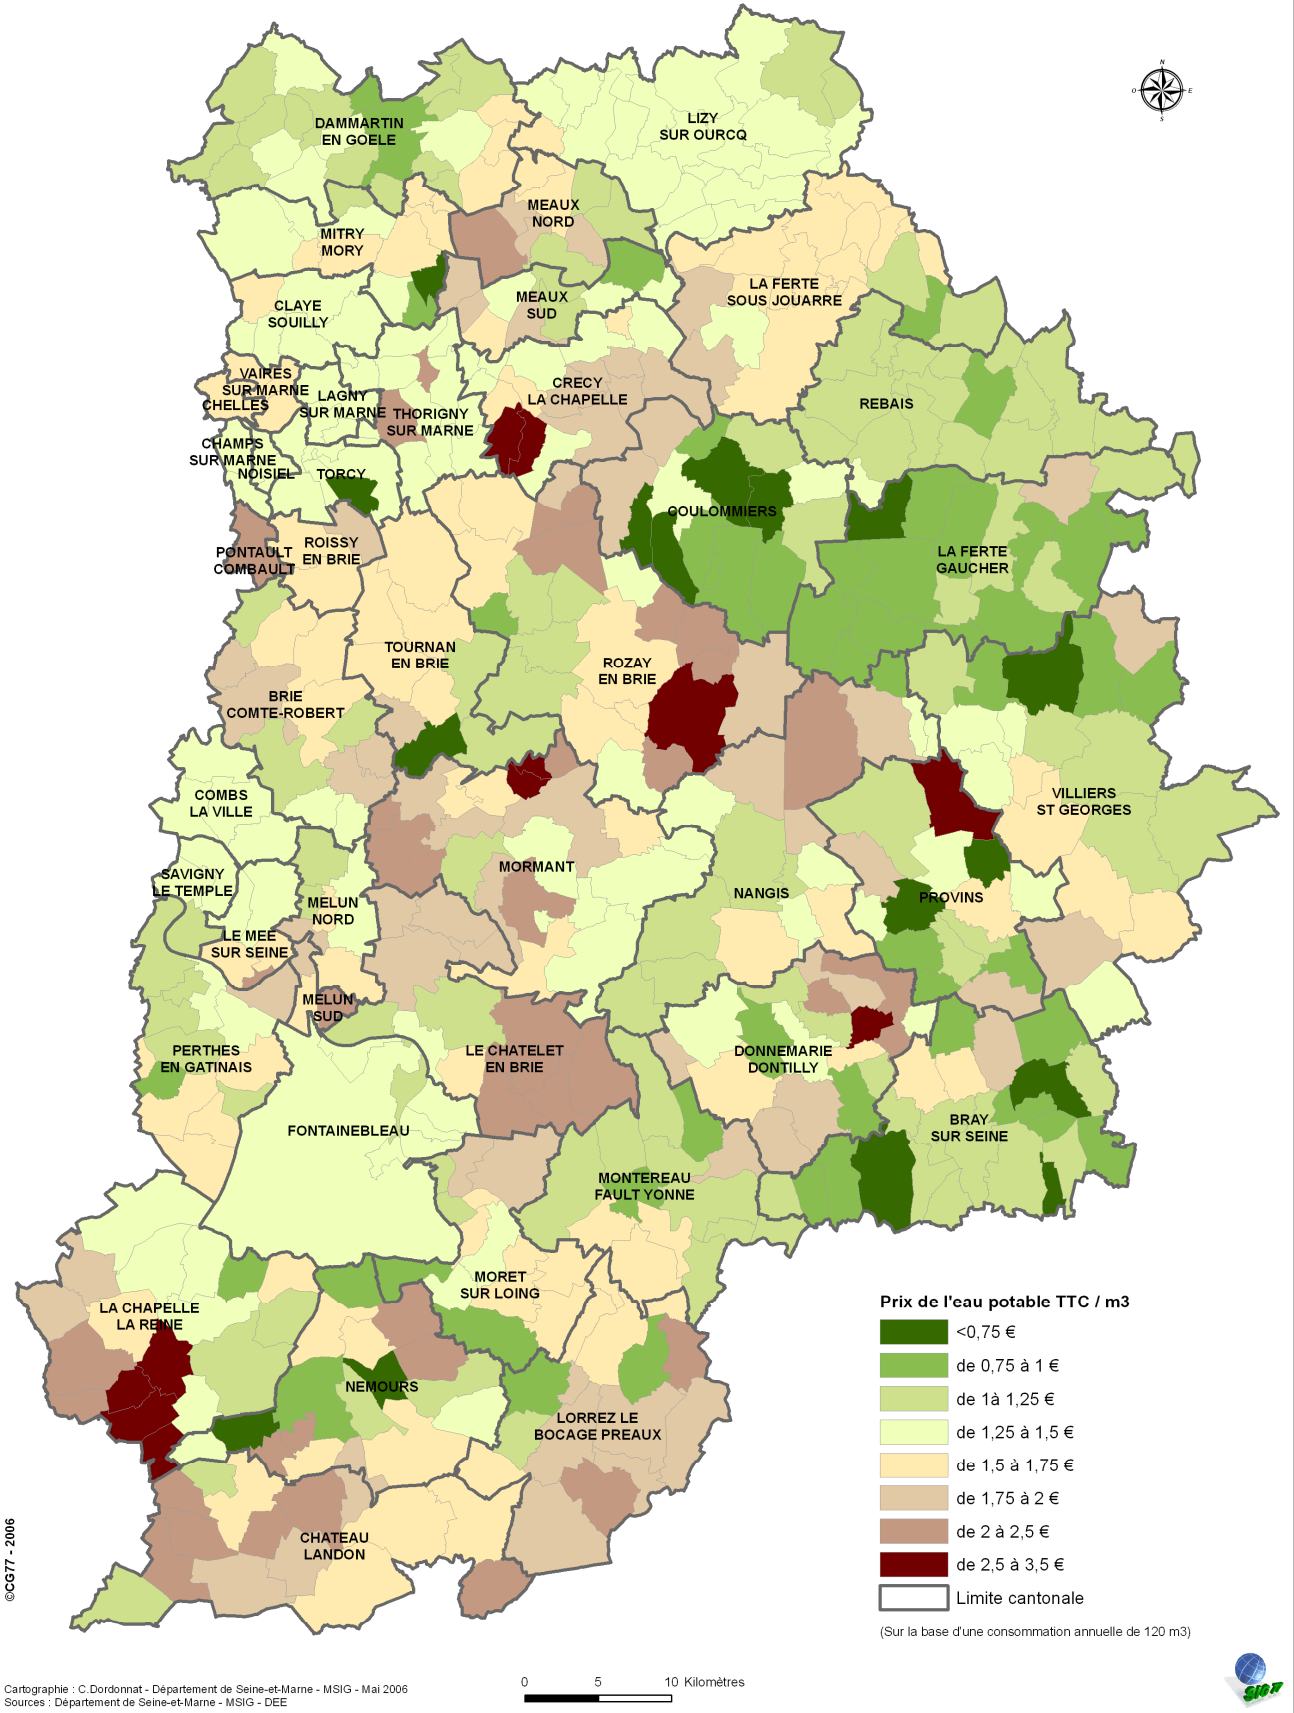 N
O
E
S
DAMMARTIN
EN GOELE
LIZY
SUR OURCQ
MEAUX
NORD
MITRY
MORY
LA FERTE
SOUS JOUARRE
CLAYE
SOUILLY
MEAUX
SUD
VAIRES
SUR MARNE
CHELLES
LAGNY
SUR MARNE
THORIGNY
SUR MARNE
CRECY
LA CHAPELLE
REBAIS
CHAMPS
SUR MARNE
NOISIEL
TORCY
COULOMMIERS
PONTAULT
COMBAULT
ROISSY
EN BRIE
LA FERTE
GAUCHER
TOURNAN
EN BRIE
ROZAY
EN BRIE
BRIE
COMTE-ROBERT
COMBS
LA VILLE
VILLIERS
ST GEORGES
SAVIGNY
LE TEMPLE
MORMANT
NANGIS
PROVINS
MELUN
NORD
LE MEE
SUR SEINE
MELUN
SUD
PERTHES
EN GATINAIS
LE CHATELET
EN BRIE
DONNEMARIE
DONTILLY
FONTAINEBLEAU
BRAY
SUR SEINE
MONTEREAU
FAULT YONNE
MORET
SUR LOING
LA CHAPELLE
LA REINE
NEMOURS
LORREZ LE
BOCAGE PREAUX
CHATEAU
LANDON
Prix de l'eau potable TTC / m3
<0,75 €
de 0,75 à 1 €
de 1à 1,25 €
de 1,25 à 1,5 €
de 1,5 à 1,75 €
de 1,75 à 2 €
de 2 à 2,5 €
de 2,5 à 3,5 €
Limite cantonale
(Sur la base d'une consommation annuelle de 120 m3)
©CG77 - 2006
0 5 10 Kilomètres
Cartographie : C.Dordonnat - Département de Seine-et-Marne - MSIG - Mai 2006
Sources : Département de Seine-et-Marne - MSIG - DEE
SIG 77